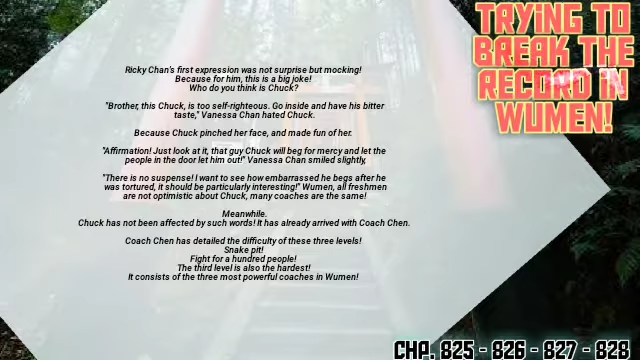 TRYING TO
BREAK THE
RECORD IN
WUMEN!
Ricky Chan's first expression was not surprise but mocking!
Because for him, this is a big joke!
Who do you think is Chuck?
"Brother, this Chuck, is too self-righteous. Go inside and have his bitter
taste," Vanessa Chan hated Chuck.
Because Chuck pinched her face, and made fun of her.
"Affirmation! Just look at it, that guy Chuck will beg for mercy and let the
people in the door let him out!" Vanessa Chan smiled slightly,
"There is no suspense! I want to see how embarrassed he begs after he
was tortured, it should be particularly interesting!" Wumen, all freshmen
are not optimistic about Chuck, many coaches are the same!
Meanwhile.
Chuck has not been affected by such words! It has already arrived with Coach Chen.
Coach Chen has detailed the difficulty of these three levels!
Snake pit!
Fight for a hundred people!
The third level is also the hardest!
It consists of the three most powerful coaches in Wumen!
CHP. 825 - 826 - 827 - 828